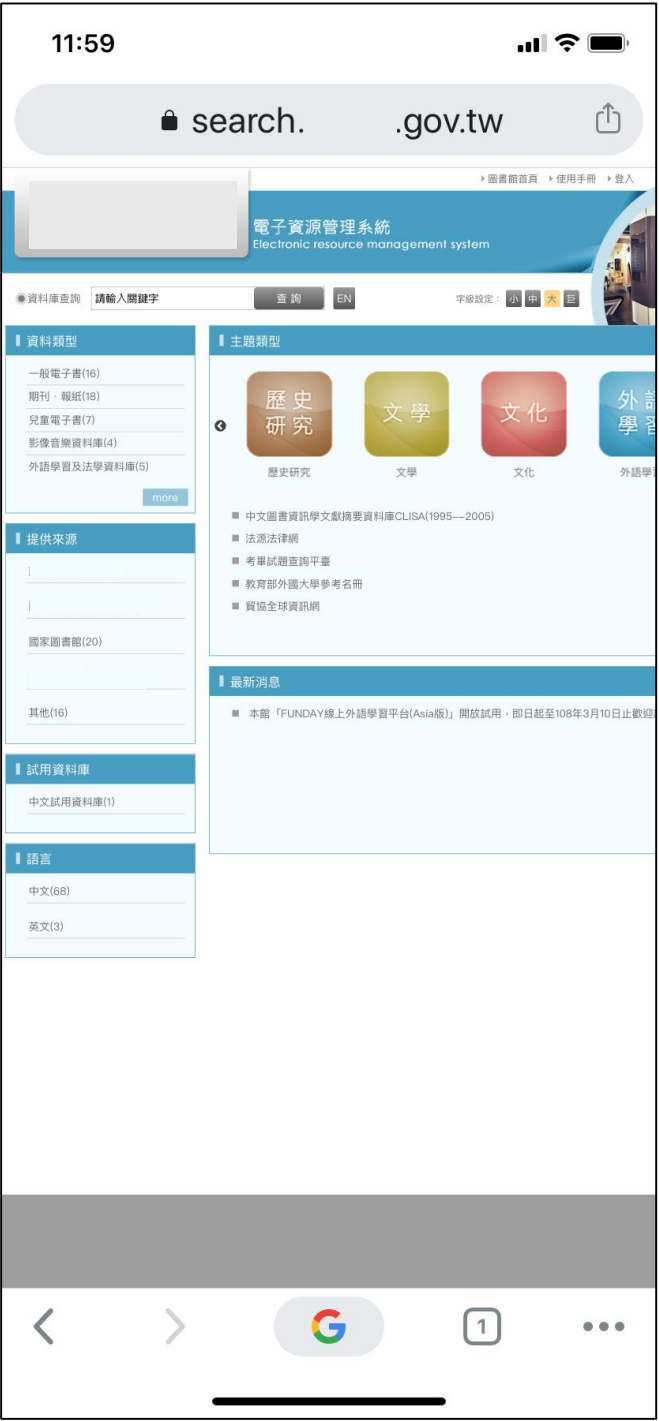 11:59
search. .gov.tw
圖書館首頁 使用手冊 登入
電子資源管理系統
Electronic resource management system
資料庫查詢 請輸入關鍵字 查詢 EN 字級設定： 小 中 大 巨
資料類型
一般電子書(16)
期刊‧報紙(18)
兒童電子書(7)
影像音樂資料庫(4)
外語學習及法學資料庫(5)
more
提供來源
國家圖書館(20)
其他(16)
試用資料庫
中文試用資料庫(1)
語言
中文(68)
英文(3)
主題類型
歷史
研究
文學
文化
外語
學習
歷史研究 文學 文化 外語學
中文圖書資訊學文獻摘要資料庫CLISA(1995--2005)
法源法律網
考畢試題查詢平臺
教育部外國大學參考名冊
貿協全球資訊網
最新消息
本館「FUNDAY線上外語學習平台(Asia版)」開放試用，即日起至108年3月10日止歡迎
1